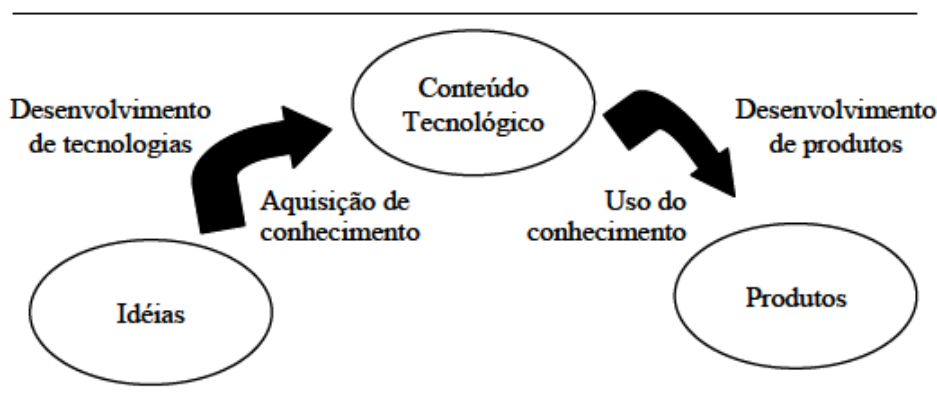 Conteúdo
Tecnológico
Desenvolvimento
de tecnologias
Desenvolvimento
de produtos
Aquisição de
conhecimento
Uso do
conhecimento
Idéias
Produtos